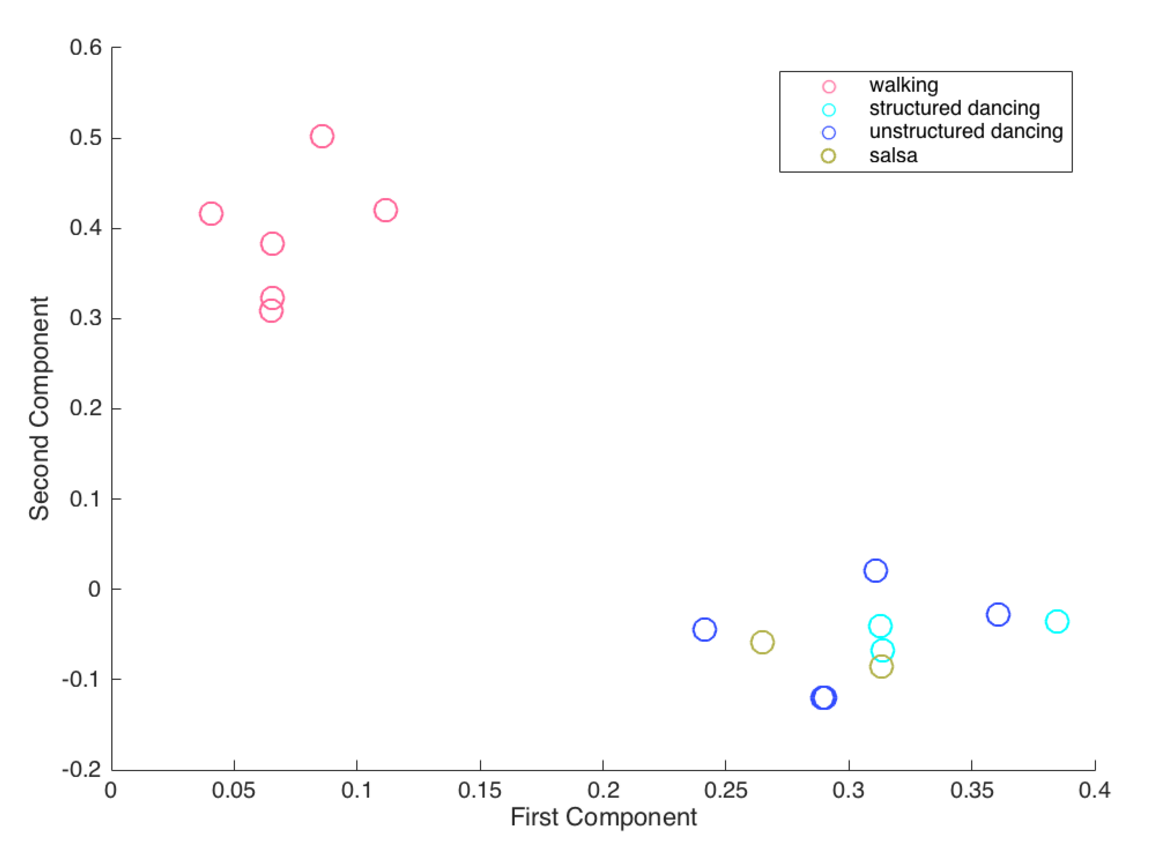 0.6
0.5
0.4
0.3
0.2
0.1
0
-0.1
-0.2
Second Component
walking
structured dancing
unstructured dancing
salsa
0 0.05 0.1 0.15 0.2 0.25 0.3 0.35 0.4
First Component